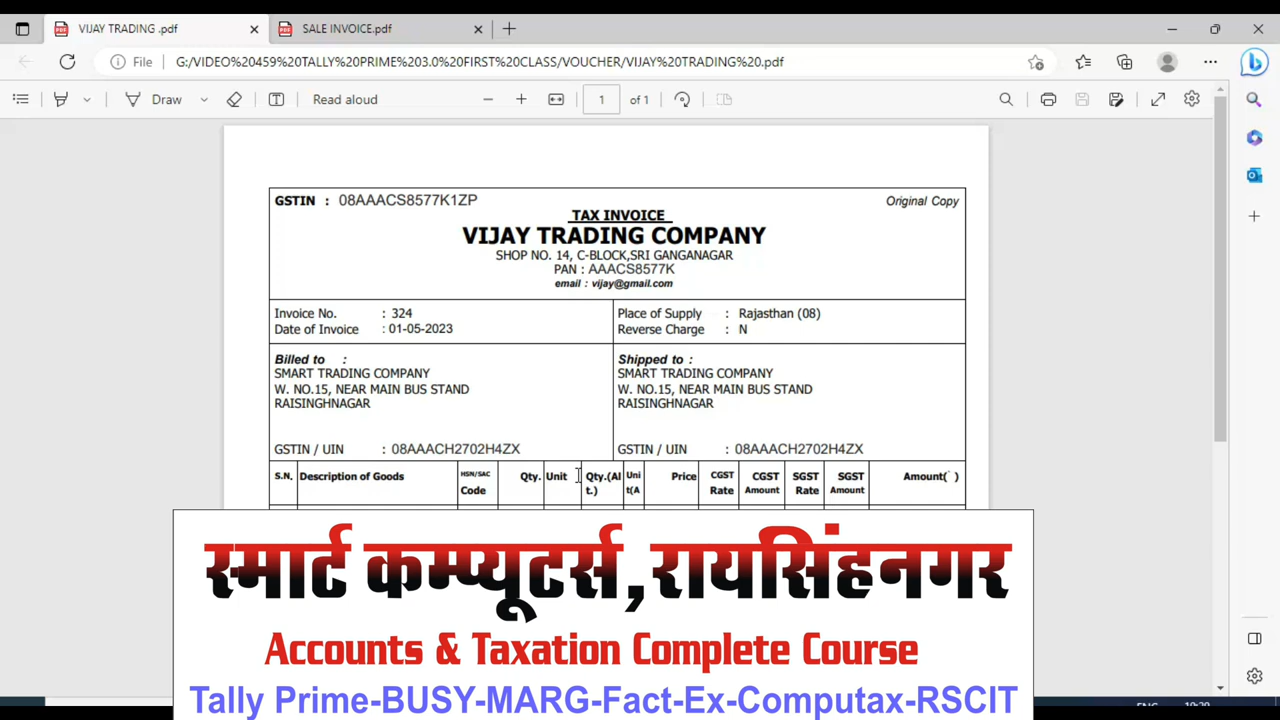 VIJAY TRADING .pdf
SALE INVOICE.pdf
File G:/VIDEO%20459%20TALLY%20PRIME%203.0%20FIRST%20CLASS/VOUCHER/VIJAY%20TRADING%20.pdf
Draw Read aloud 1 of 1
GSTIN : 08AAACS8577K1ZP Original Copy
TAX INVOICE
VIJAY TRADING COMPANY
SHOP NO. 14, C-BLOCK,SRI GANGANAGAR
PAN : AAACS8577K
email : vijay@gmail.com
Invoice No. : 324
Date of Invoice : 01-05-2023
Place of Supply : Rajasthan (08)
Reverse Charge : N
Billed to :
SMART TRADING COMPANY
W. NO.15, NEAR MAIN BUS STAND
RAISINGHNAGAR
GSTIN / UIN : 08AAACH2702H4ZX
Shipped to :
SMART TRADING COMPANY
W. NO.15, NEAR MAIN BUS STAND
RAISINGHNAGAR
GSTIN / UIN : 08AAACH2702H4ZX
S.N. Description of Goods HSN/SAC Qty. Unit Qty.(Al Uni Price CGST CGST SGST SGST Amount(` )
Code t.) t(A Rate Amount Rate Amount
स्मार्ट कम्प्यूटर्स,रायसिंहनगर
Accounts & Taxation Complete Course
Tally Prime-BUSY-MARG-Fact-Ex-Computax-RSCIT